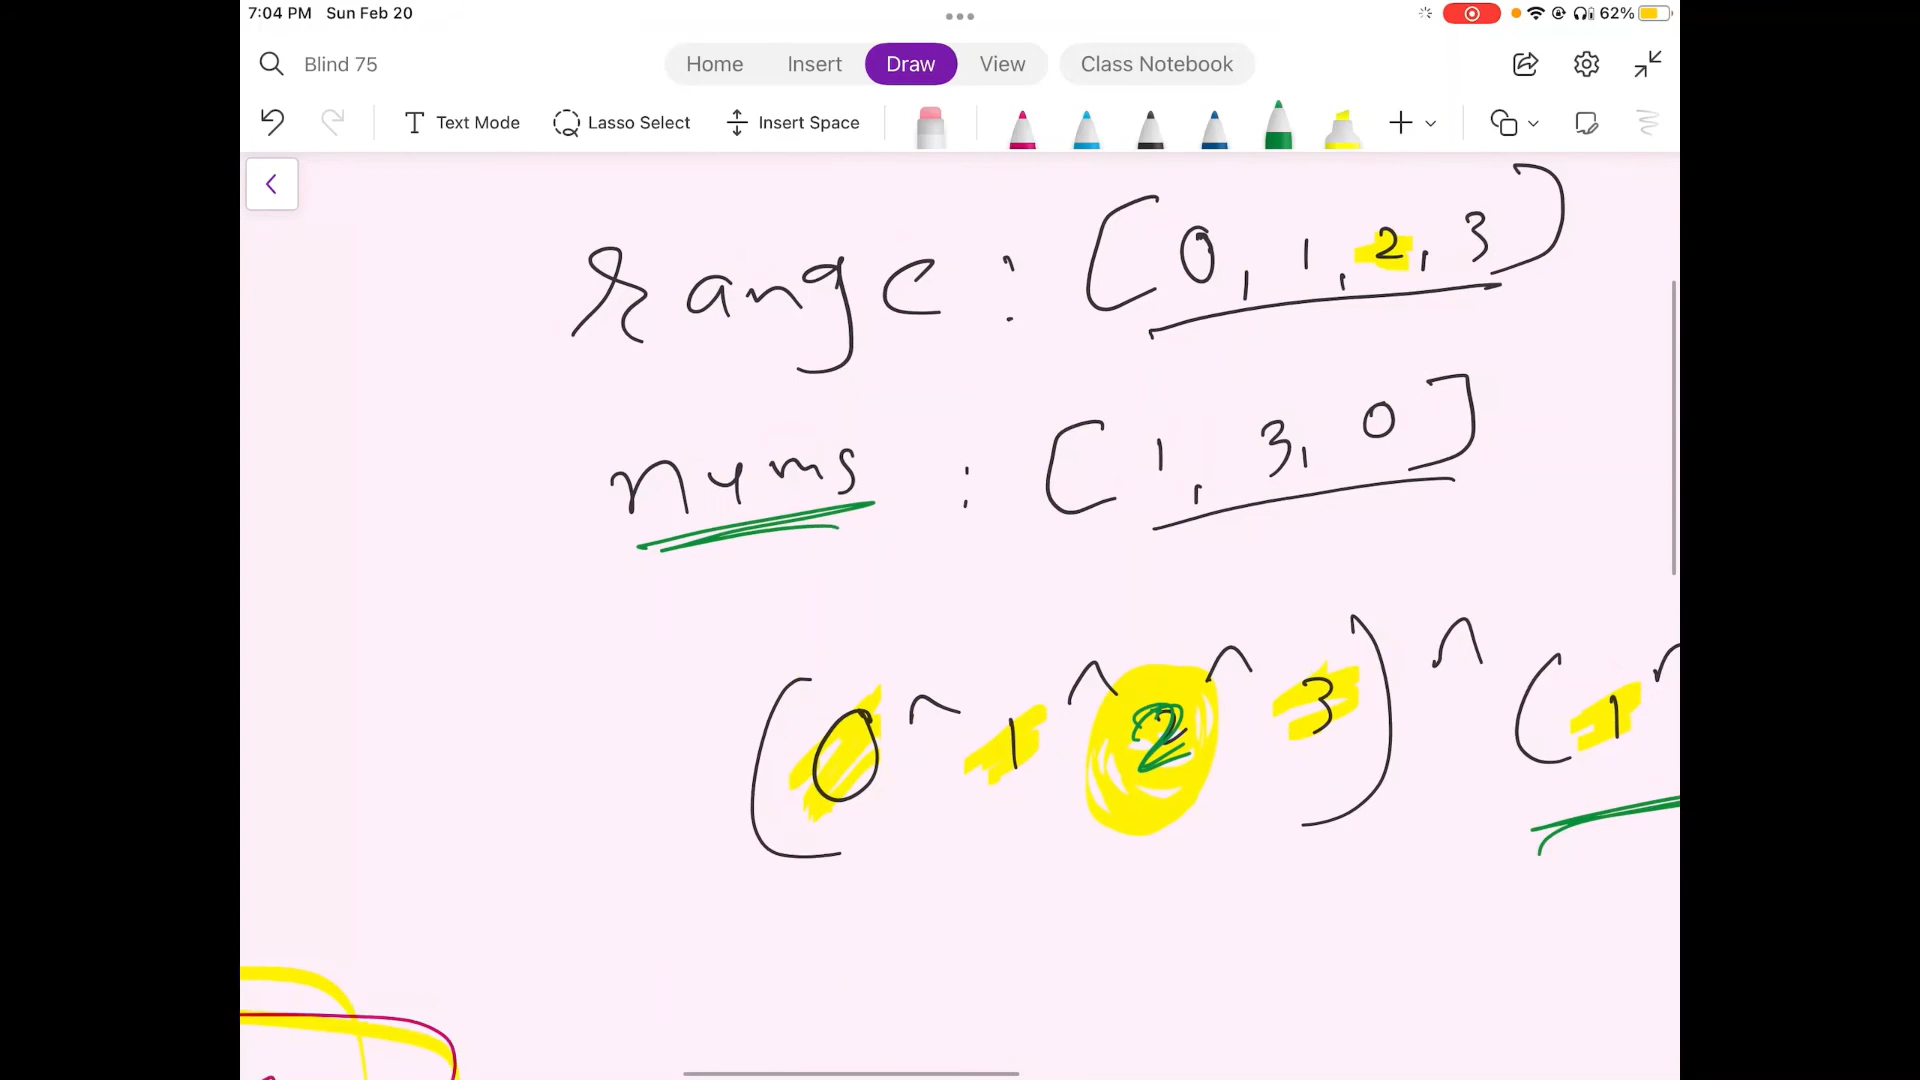 7:04 PM Sun Feb 20
62%
Blind 75
Home Insert Draw View Class Notebook
Text Mode Lasso Select Insert Space
range : [0, 1, 2, 3]
nums : [1, 3, 0]
(0 ^ 1 ^ 2 ^ 3) ^ (1 ^